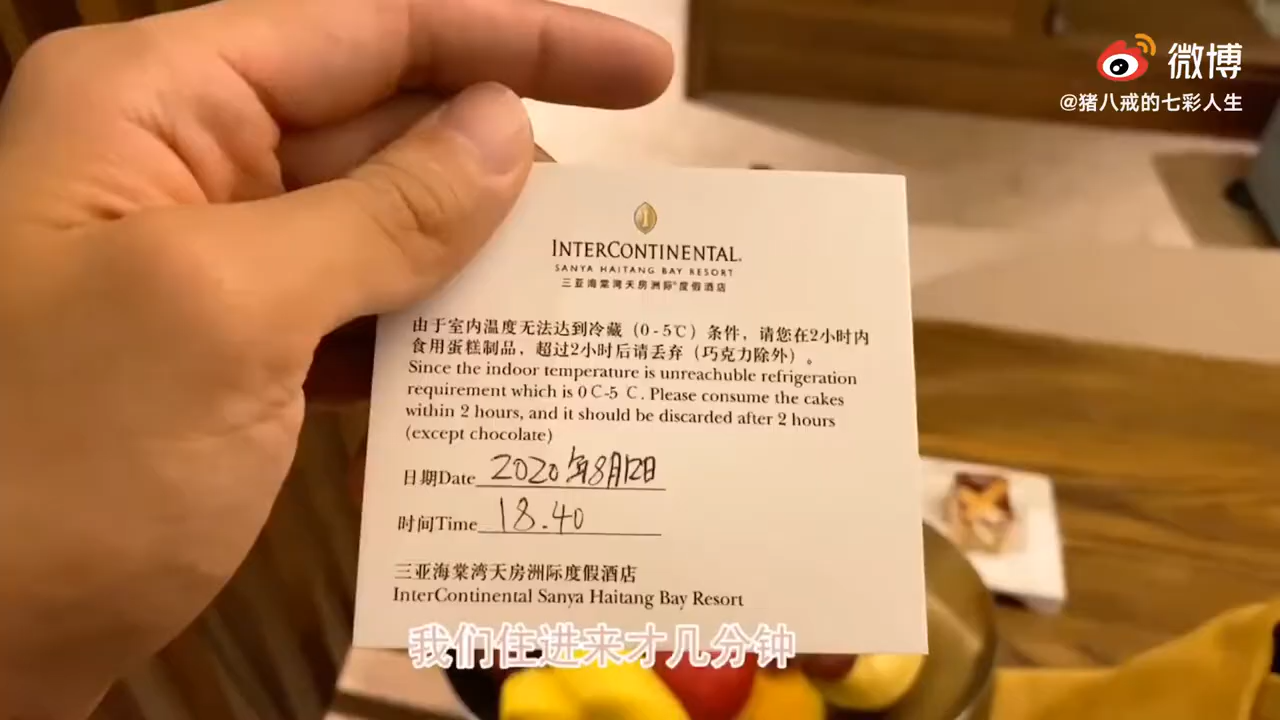 微博
@猪八戒的七彩人生
INTERCONTINENTAL.
SANYA HAITANG BAY RESORT
三亚海棠湾天房洲际®度假酒店
由于室内温度无法达到冷藏（0-5℃）条件，请您在2小时内
食用蛋糕制品，超过2小时后请丢弃（巧克力除外）。
Since the indoor temperature is unreachuble refrigeration
requirement which is 0℃-5 ℃. Please consume the cakes
within 2 hours, and it should be discarded after 2 hours
(except chocolate)
日期Date 2020年8月12日
时间Time 18.40
三亚海棠湾天房洲际度假酒店
InterContinental Sanya Haitang Bay Resort
我们住进来才几分钟